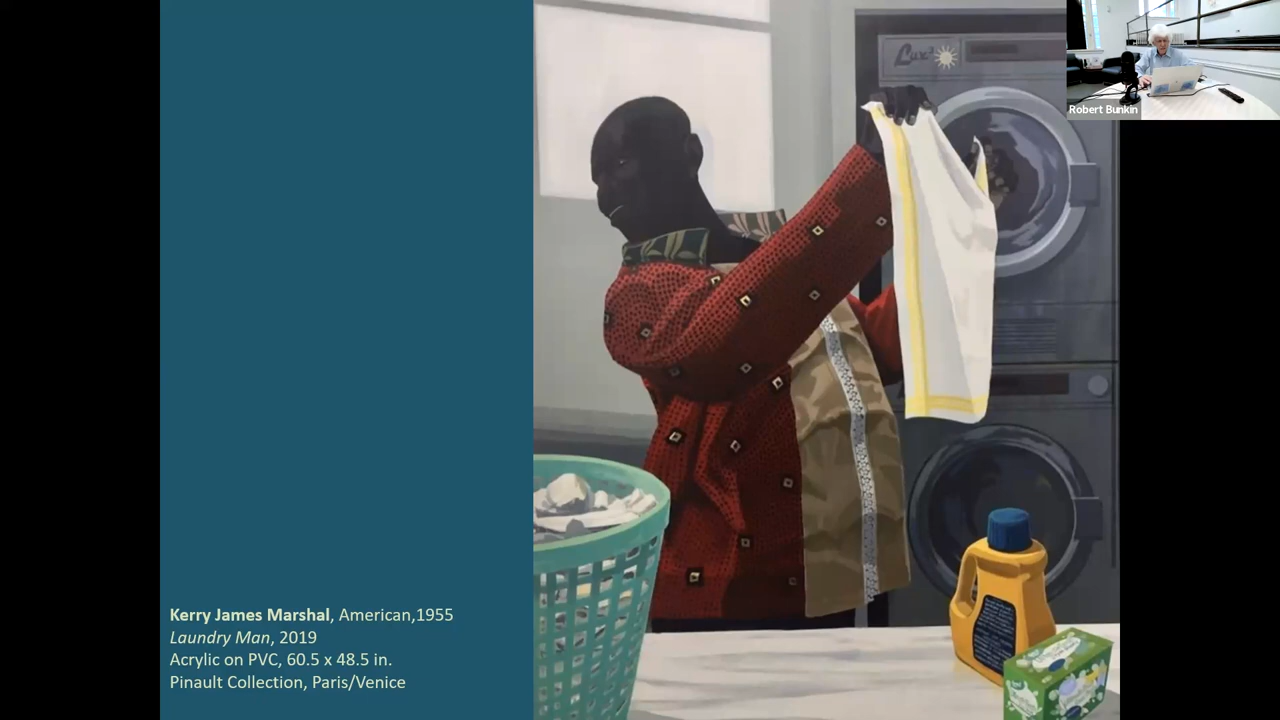 Lux²
Robert Bunkin
Kerry James Marshal, American,1955
Laundry Man, 2019
Acrylic on PVC, 60.5 x 48.5 in.
Pinault Collection, Paris/Venice